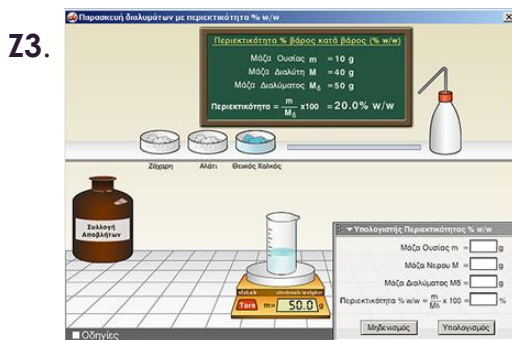 Ζ3.
Παρασκευή διαλυμάτων με περιεκτικότητα % w/w
Περιεκτικότητα % βάρος κατά βάρος (% w/w)
Μάζα Ουσίας m = 10 g
Μάζα Διαλύτη M = 40 g
Μάζα Διαλύματος Mδ = 50 g
Περιεκτικότητα = m/Mδ x100 = 20.0% w/w
Ζάχαρη Αλάτι Θειικός Χαλκός
Συλλογή
Αποβλήτων
Υπολογιστής Περιεκτικότητας % w/w
Μάζα Ουσίας m = g
Μάζα Νερου M = g
Μάζα Διαλύματος Mδ = g
Περιεκτικότητα % w/w = m/Mδ x 100 = %
Μηδενισμός Υπολογισμός
Tare m= 50.0 g
Οδηγίες